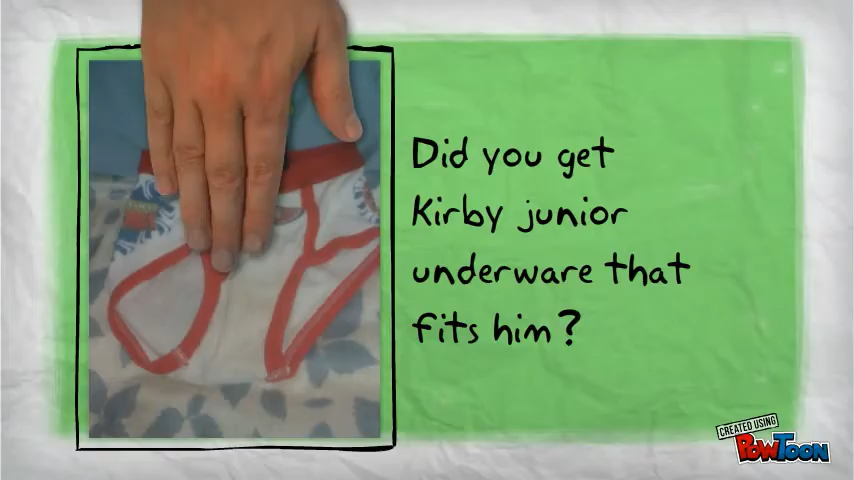 Did you get
Kirby junior
underware that
fits him?
CREATED USING
POWTOON